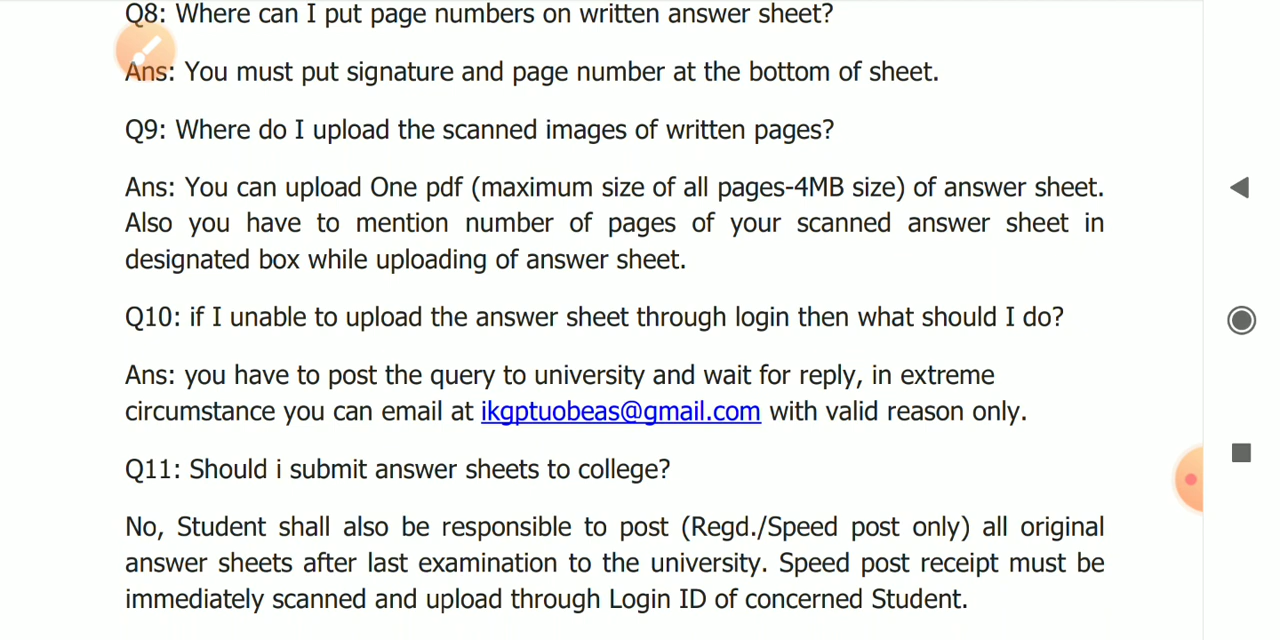 Q8: Where can I put page numbers on written answer sheet?
Ans: You must put signature and page number at the bottom of sheet.
Q9: Where do I upload the scanned images of written pages?
Ans: You can upload One pdf (maximum size of all pages-4MB size) of answer sheet.
Also you have to mention number of pages of your scanned answer sheet in
designated box while uploading of answer sheet.
Q10: if I unable to upload the answer sheet through login then what should I do?
Ans: you have to post the query to university and wait for reply, in extreme
circumstance you can email at ikgptuobeas@gmail.com with valid reason only.
Q11: Should i submit answer sheets to college?
No, Student shall also be responsible to post (Regd./Speed post only) all original
answer sheets after last examination to the university. Speed post receipt must be
immediately scanned and upload through Login ID of concerned Student.